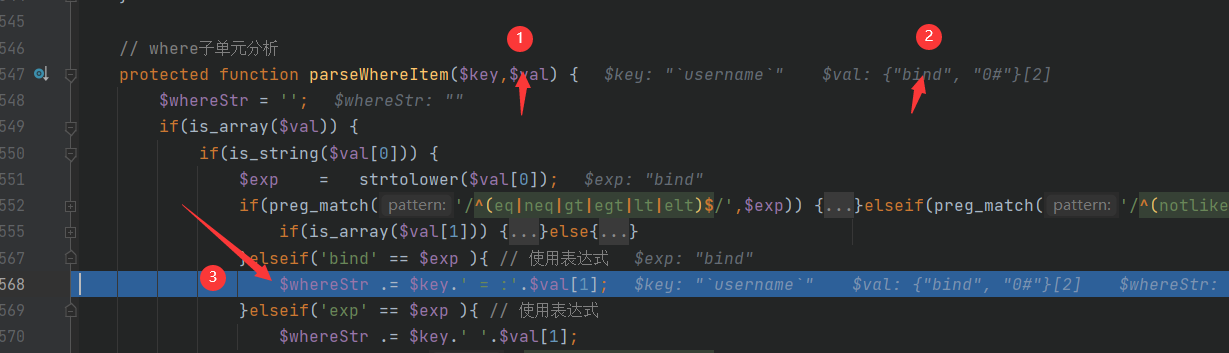 545
546 // where子单元分析 1 2
547 protected function parseWhereItem($key,$val) { $key: "`username`" $val: {"bind", "0#"}[2]
548 $whereStr = ''; $whereStr: ""
549 if(is_array($val)) {
550 if(is_string($val[0])) {
551 $exp = strtolower($val[0]); $exp: "bind"
552 if(preg_match( pattern: '/^(eq|neq|gt|egt|lt|elt)$/',$exp)) {...}elseif(preg_match( pattern: '/^(notlike
555 if(is_array($val[1])) {...}else{...}
567 }elseif('bind' == $exp ){ // 使用表达式 $exp: "bind"
568 3 $whereStr .= $key.' = :'.$val[1]; $key: "`username`" $val: {"bind", "0#"}[2] $whereStr:
569 }elseif('exp' == $exp ){ // 使用表达式
570 $whereStr .= $key.' '.$val[1];